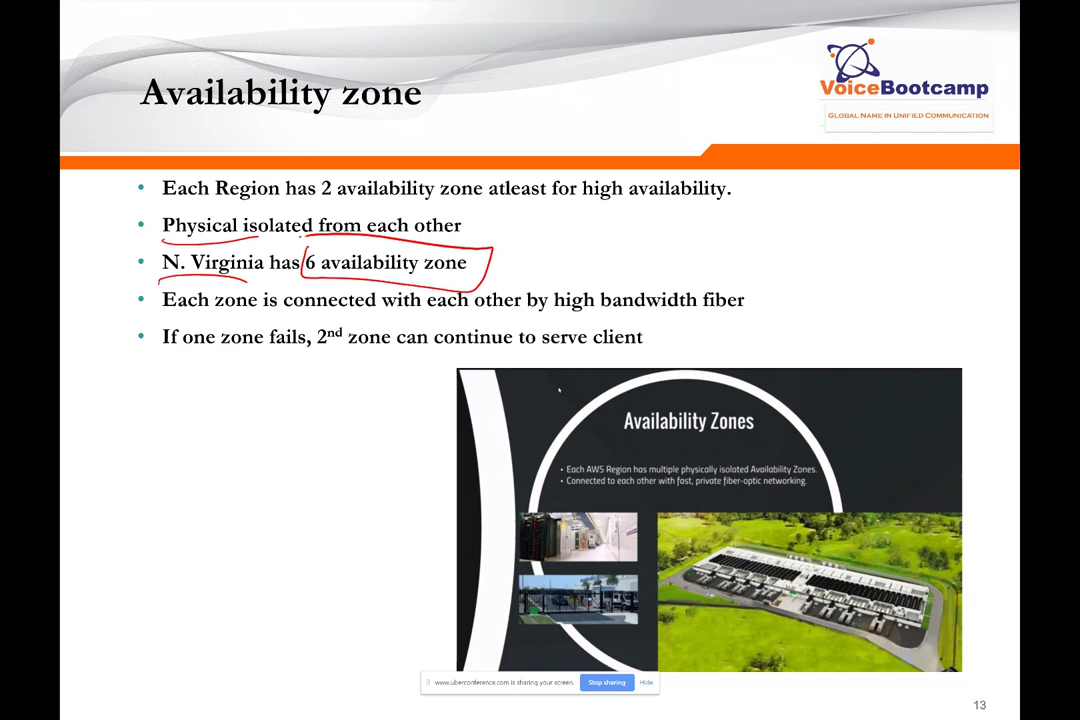 Availability zone
VoiceBootcamp
GLOBAL NAME IN UNIFIED COMMUNICATION
• Each Region has 2 availability zone atleast for high availability.
• Physical isolated from each other
• N. Virginia has 6 availability zone
• Each zone is connected with each other by high bandwidth fiber
• If one zone fails, 2nd zone can continue to serve client
Availability Zones
• Each AWS Region has multiple physically isolated Availability Zones.
• Connected to each other with fast, private fiber-optic networking.
www.uberconference.com is sharing your screen. Stop sharing Hide
13